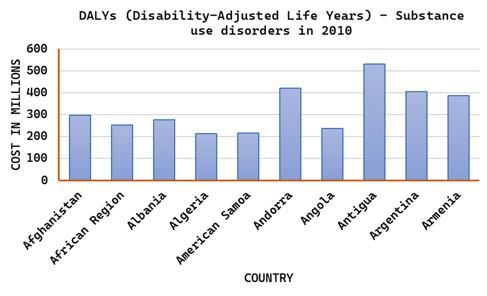 DALYs (Disability-Adjusted Life Years) - Substance
use disorders in 2010
COST IN MILLIONS
600
500
400
300
200
100
0
Afghanistan
African Region
Albania
Algeria
American Samoa
Andorra
Angola
Antigua
Argentina
Armenia
COUNTRY